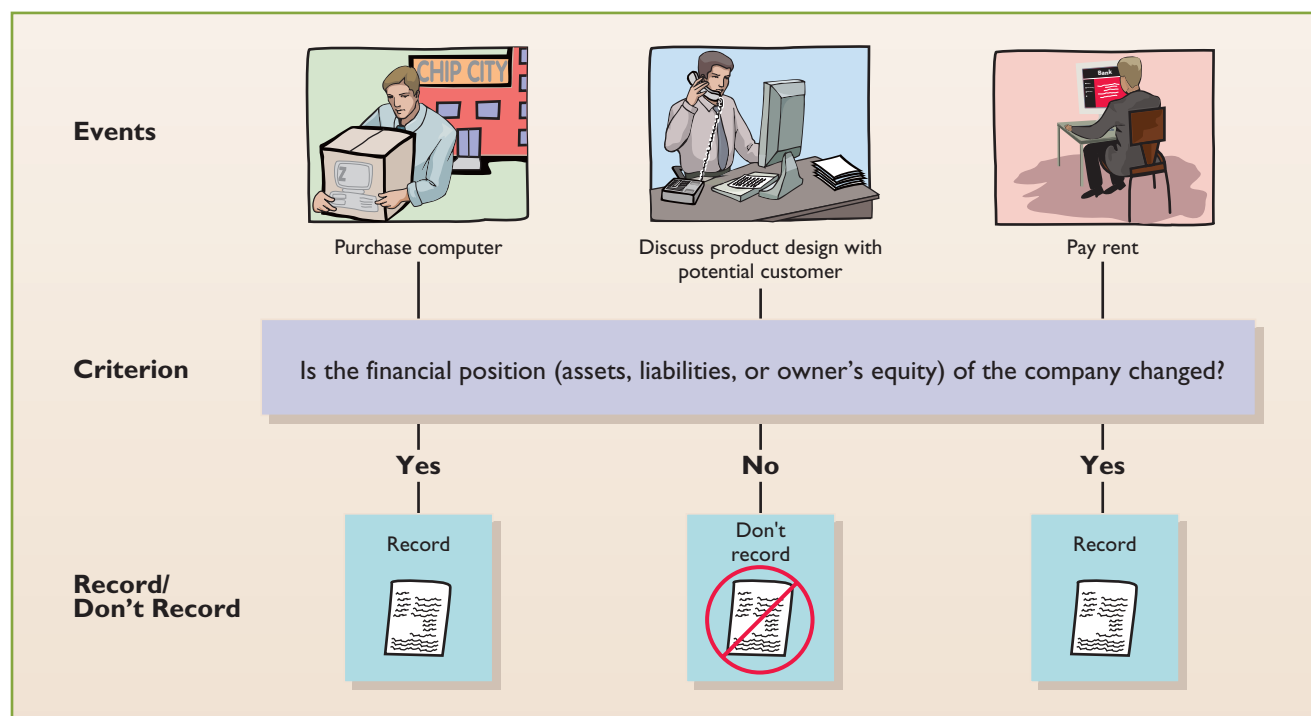 Events
CHIP CITY
Z
Bank
Purchase computer
Discuss product design with
potential customer
Pay rent
Criterion
Is the financial position (assets, liabilities, or owner's equity) of the company changed?
Yes
No
Yes
Record/
Don't Record
Record
Don't
record
Record